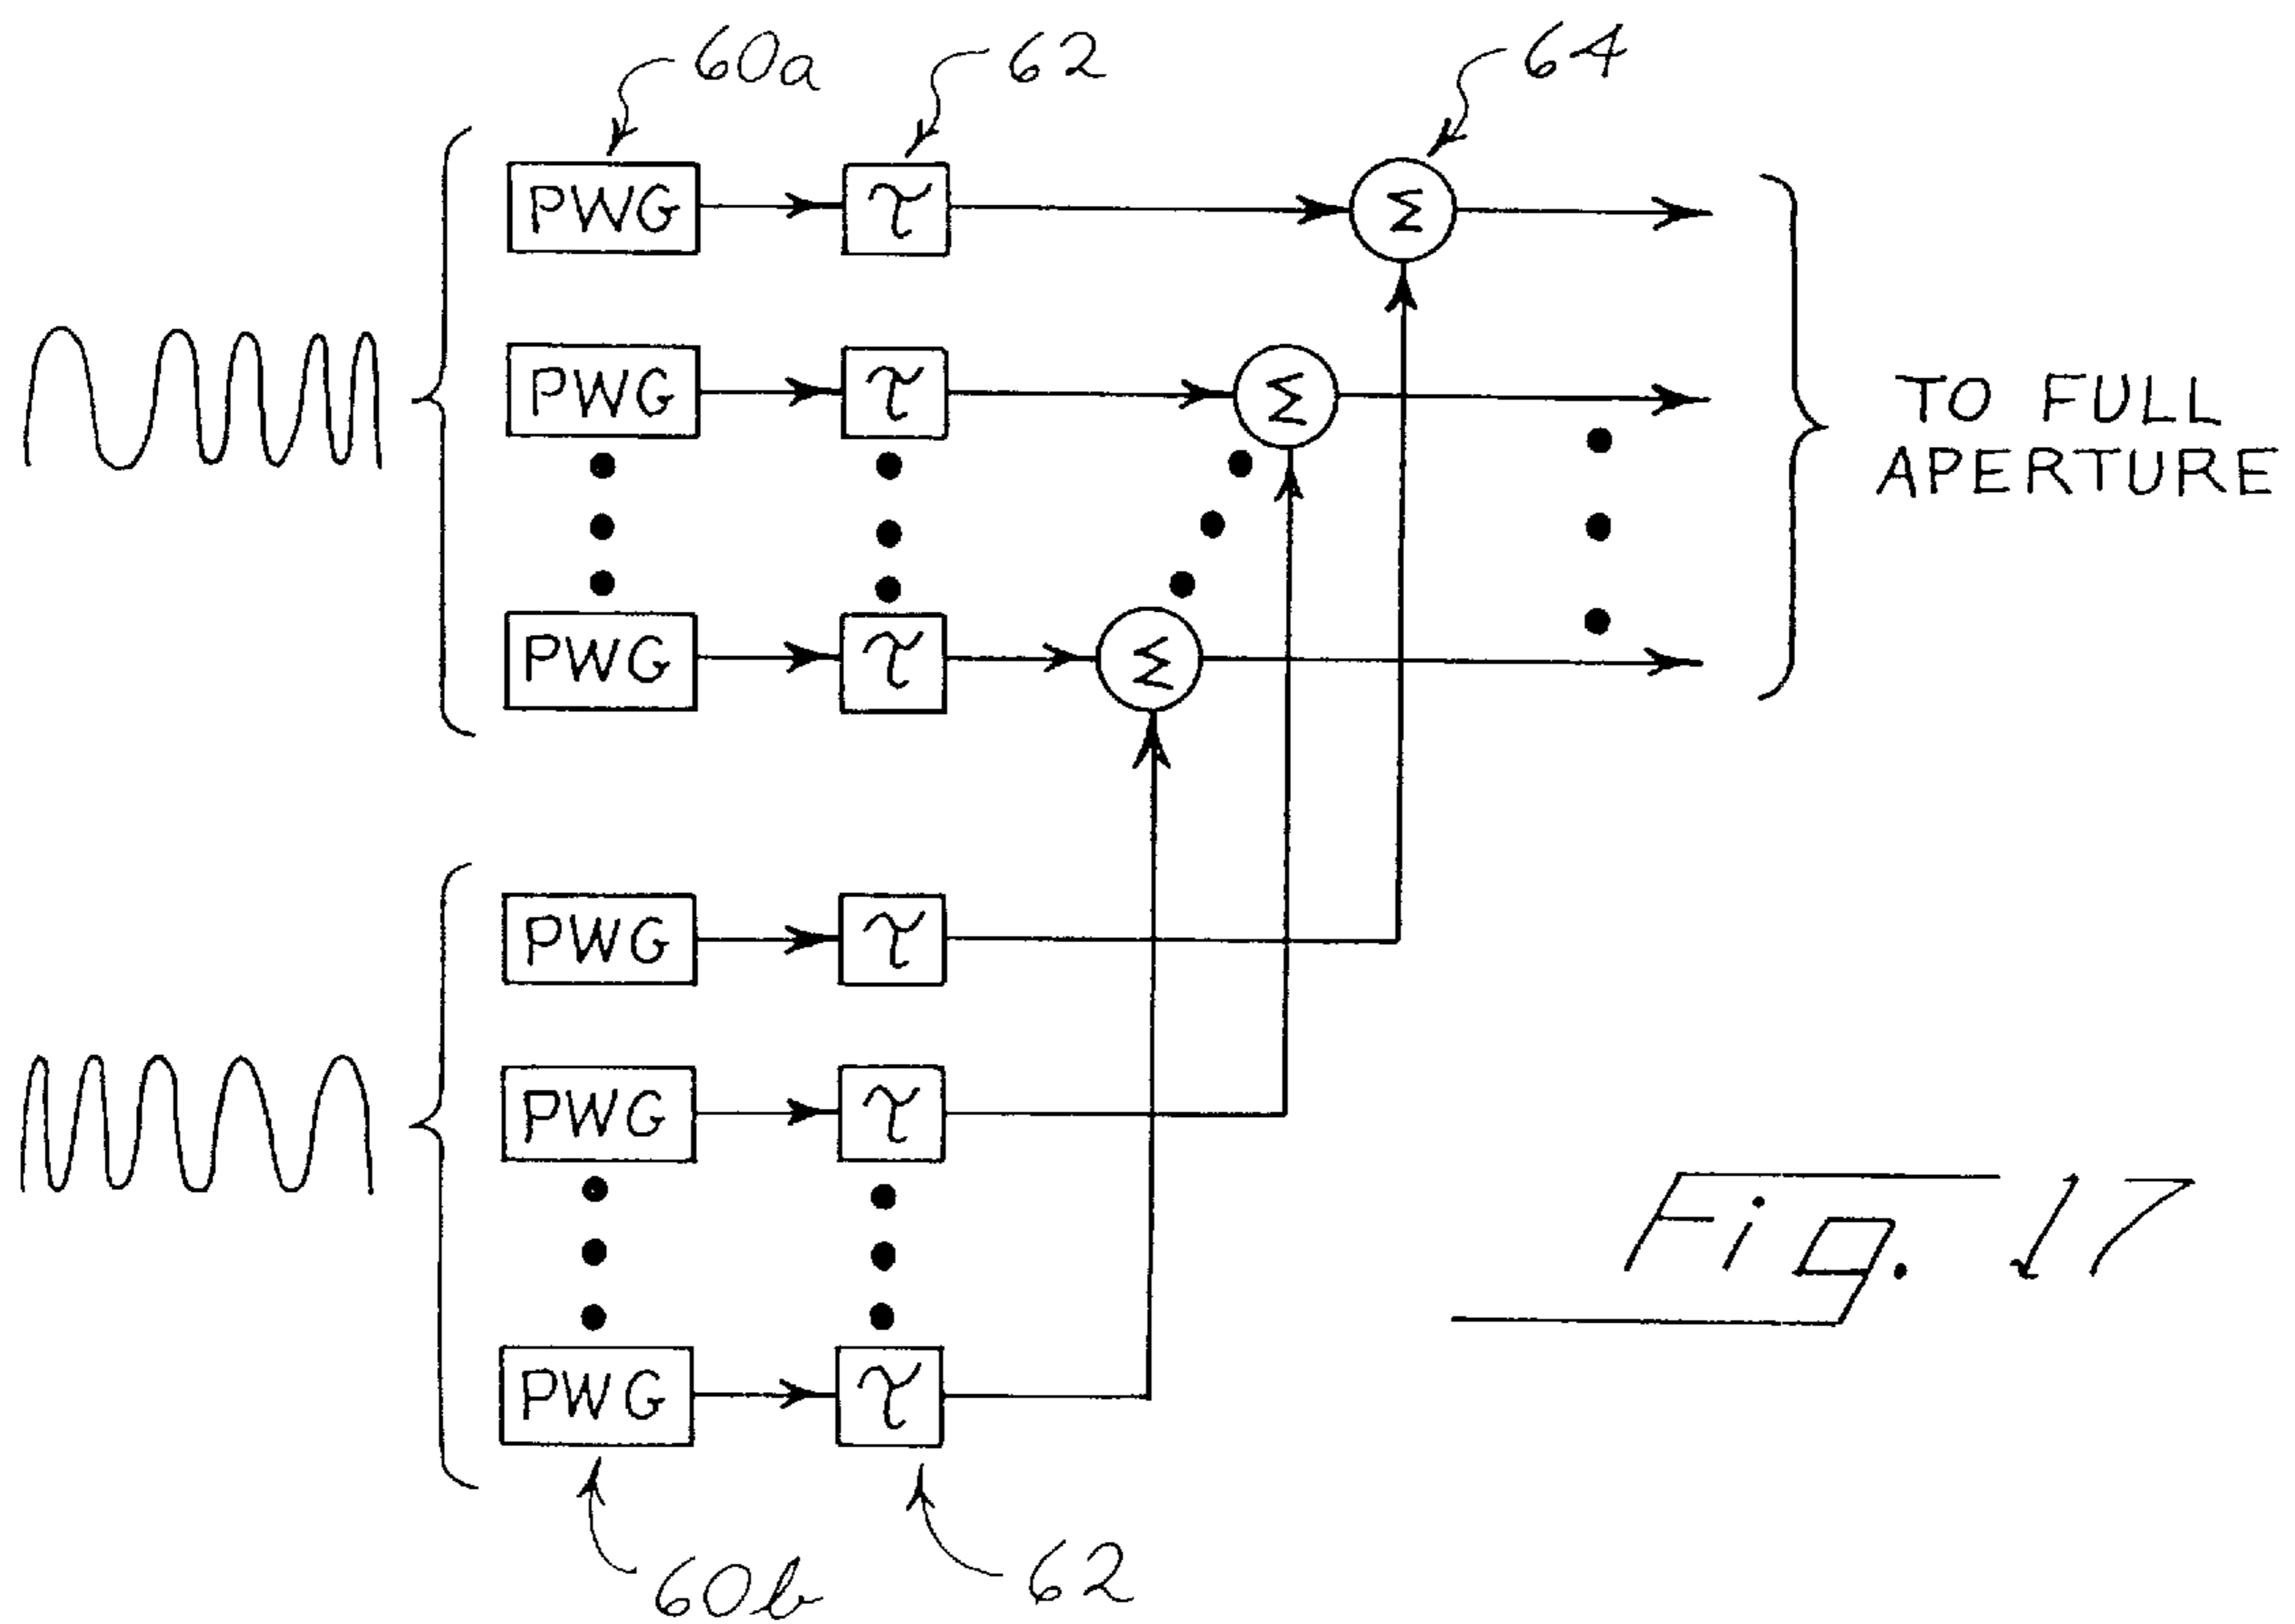 60a 62 64
PWG τ Σ
PWG τ Σ
TO FULL
APERTURE
PWG τ Σ
PWG τ
PWG τ
Fig. 17
PWG τ
60b 62